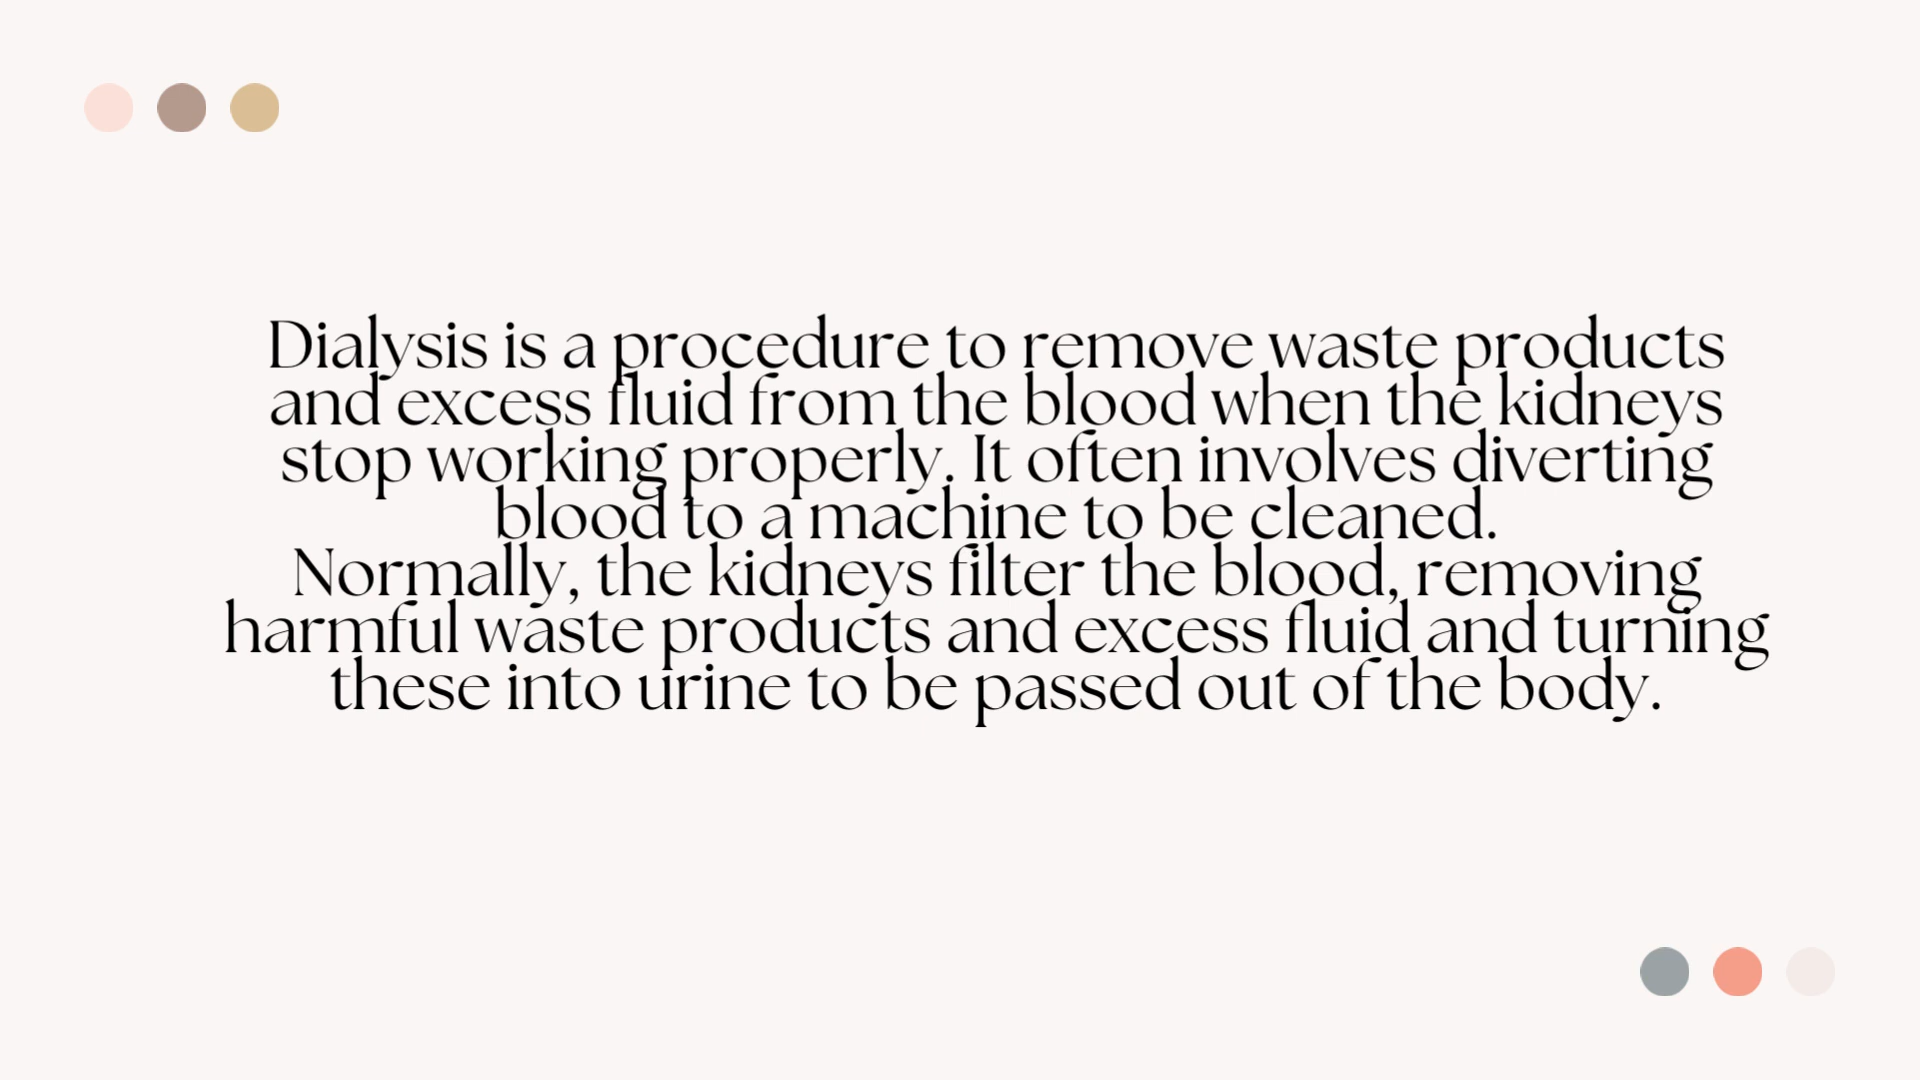 Dialysis is a procedure to remove waste products
and excess fluid from the blood when the kidneys
stop working properly. It often involves diverting
blood to a machine to be cleaned.
Normally, the kidneys filter the blood, removing
harmful waste products and excess fluid and turning
these into urine to be passed out of the body.